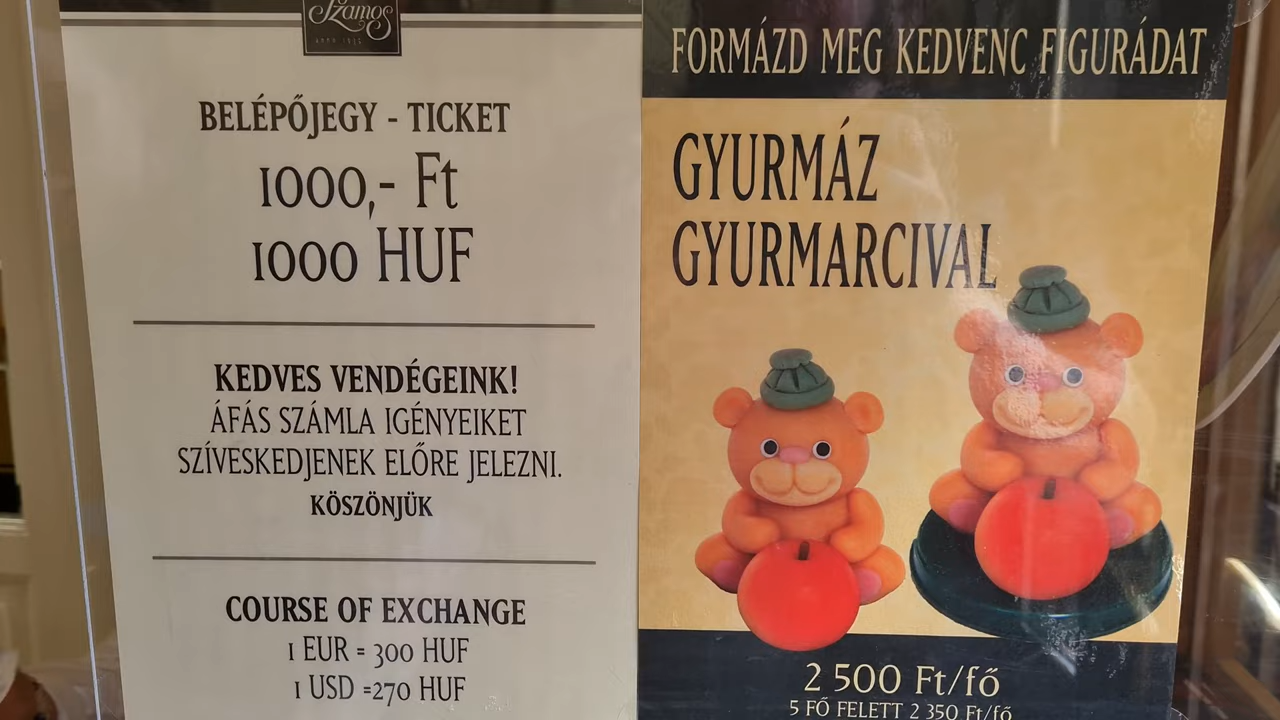 Szamos
BELÉPŐJEGY - TICKET
1000,- Ft
1000 HUF
KEDVES VENDÉGEINK!
ÁFÁS SZÁMLA IGÉNYEIKET
SZÍVESKEDJENEK ELŐRE JELEZNI.
KÖSZÖNJÜK
COURSE OF EXCHANGE
1 EUR = 300 HUF
1 USD =270 HUF
FORMÁZD MEG KEDVENC FIGURÁDAT
GYURMÁZ
GYURMARCIVAL
2 500 Ft/fő
5 FŐ FELETT 2 350 Ft/fő